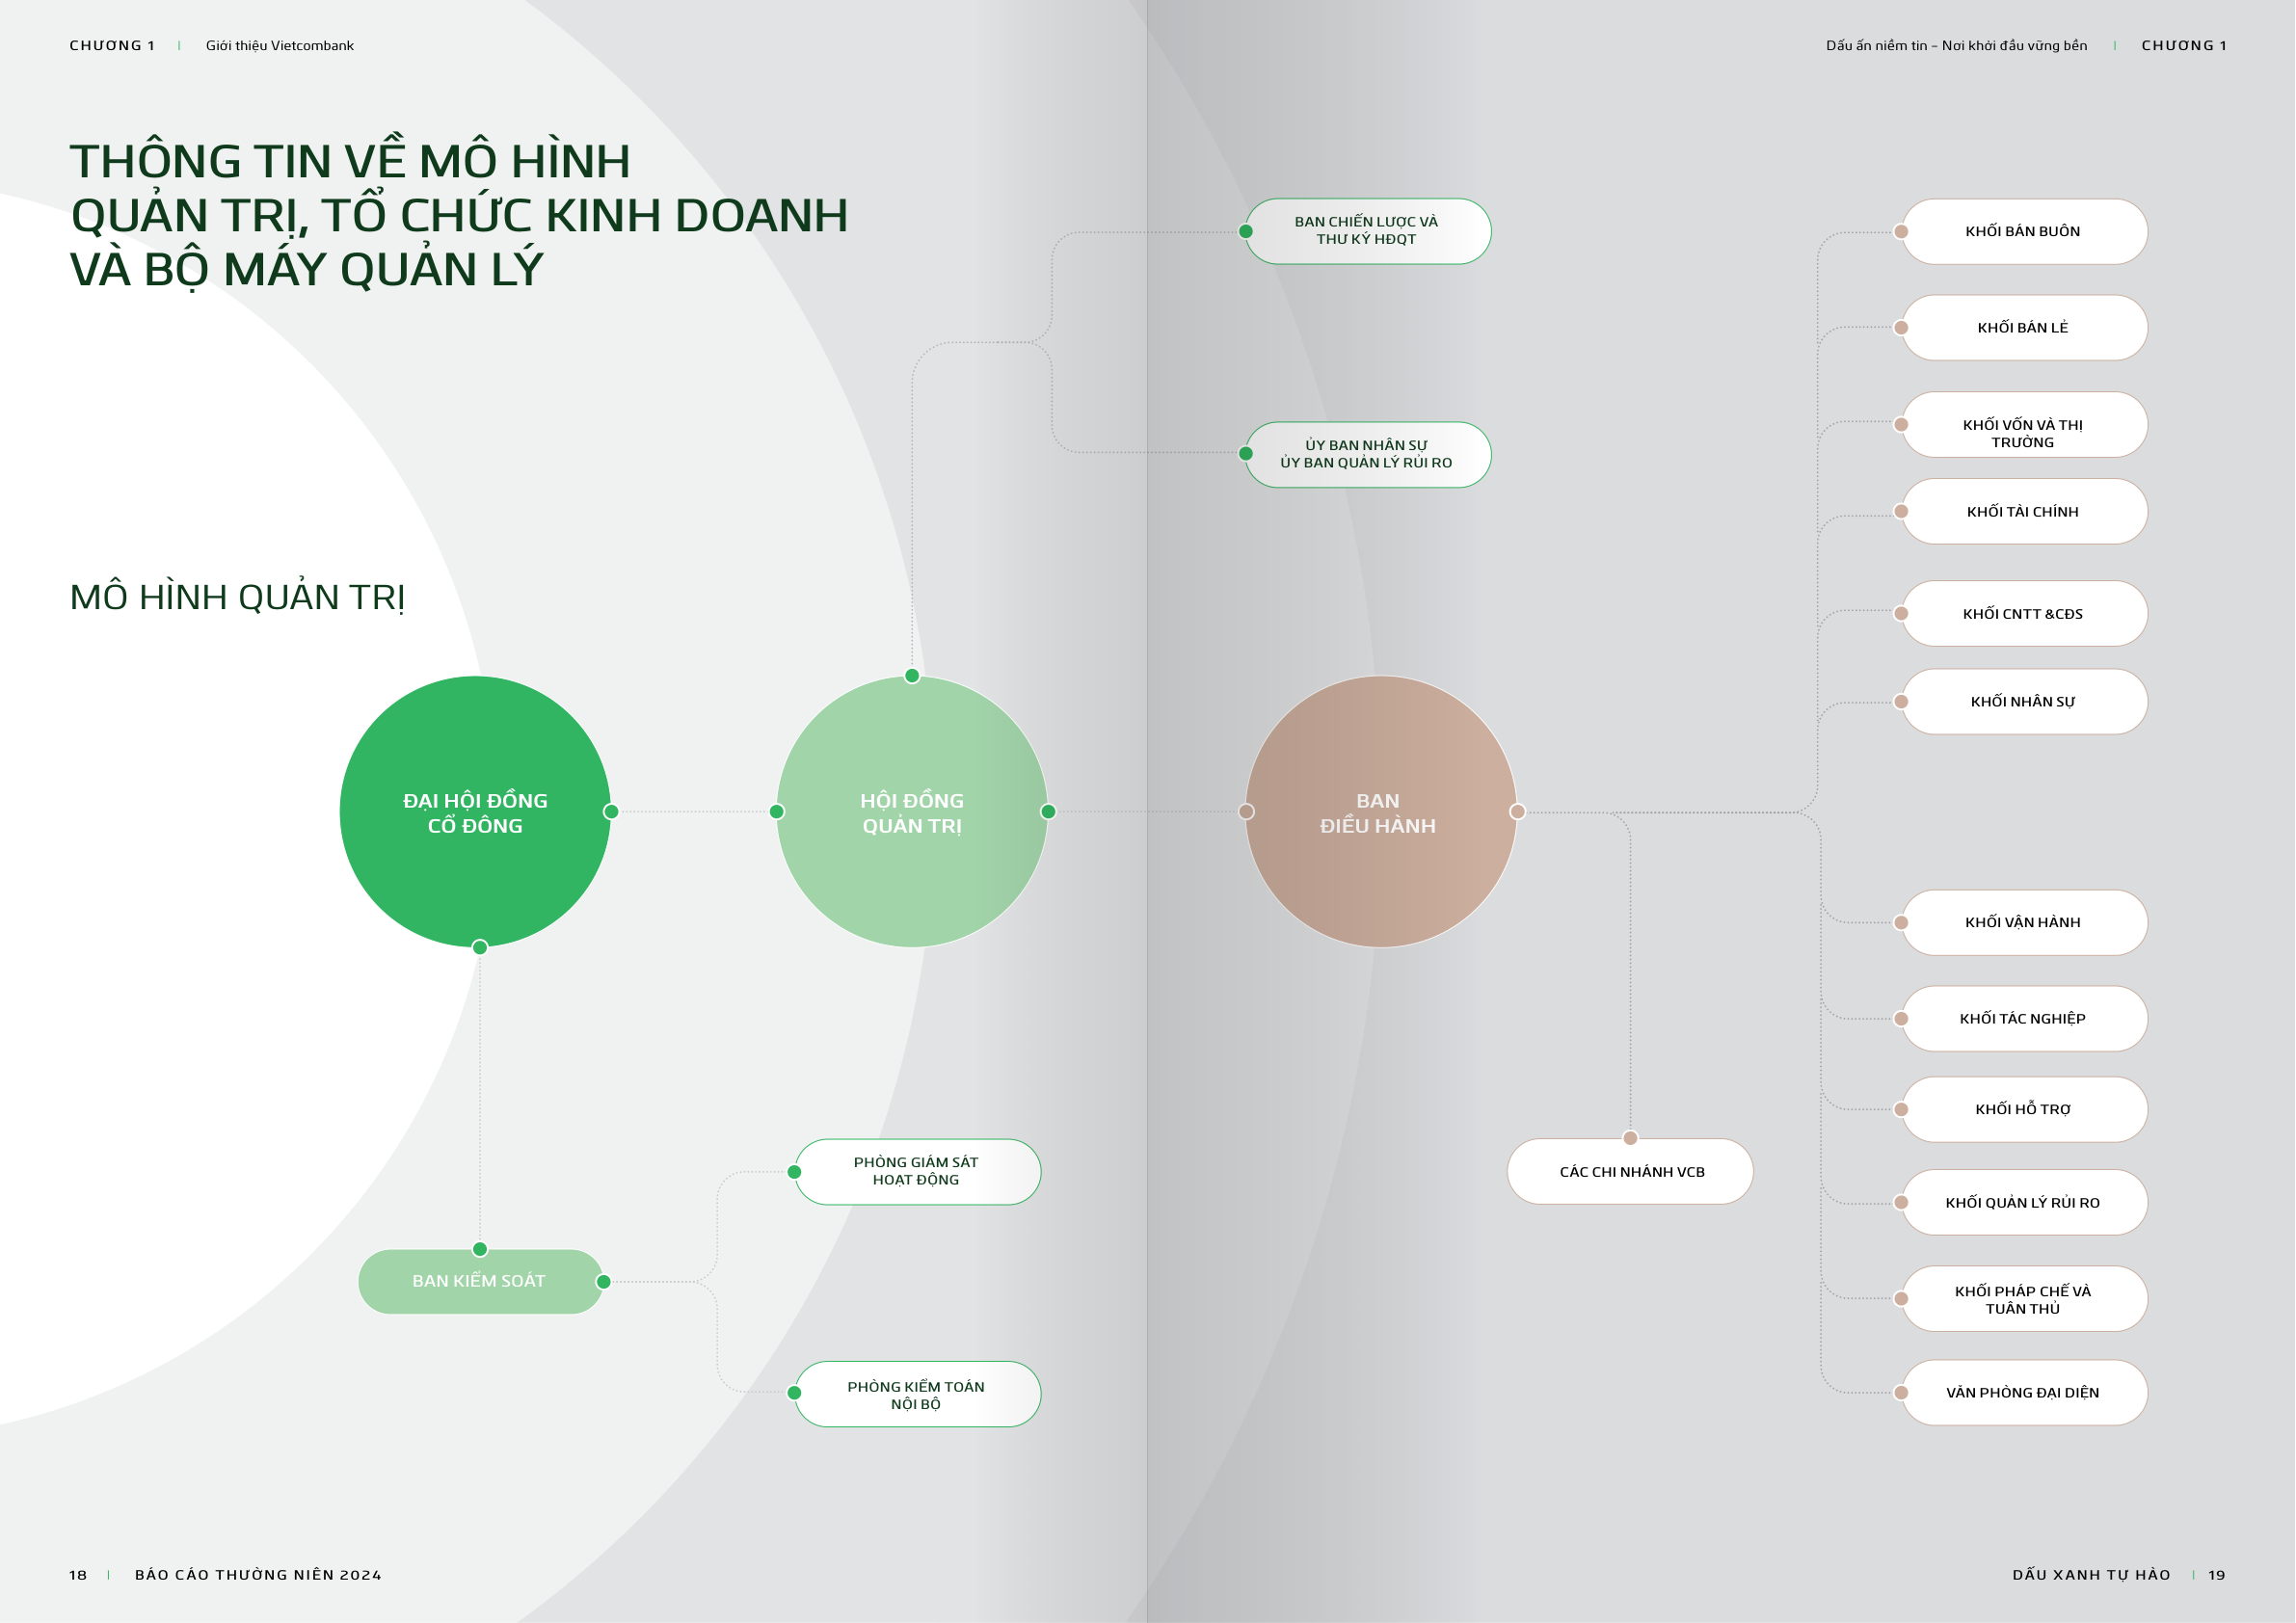 CHƯƠNG 1 | Giới thiệu Vietcombank
Dấu ấn niềm tin – Nơi khởi đầu vững bền | CHƯƠNG 1
THÔNG TIN VỀ MÔ HÌNH
QUẢN TRỊ, TỔ CHỨC KINH DOANH
VÀ BỘ MÁY QUẢN LÝ
MÔ HÌNH QUẢN TRỊ
ĐẠI HỘI ĐỒNG
CỔ ĐÔNG
HỘI ĐỒNG
QUẢN TRỊ
BAN
ĐIỀU HÀNH
BAN CHIẾN LƯỢC VÀ
THƯ KÝ HĐQT
ỦY BAN NHÂN SỰ
ỦY BAN QUẢN LÝ RỦI RO
BAN KIỂM SOÁT
PHÒNG GIÁM SÁT
HOẠT ĐỘNG
PHÒNG KIỂM TOÁN
NỘI BỘ
CÁC CHI NHÁNH VCB
KHỐI BÁN BUÔN
KHỐI BÁN LẺ
KHỐI VỐN VÀ THỊ
TRƯỜNG
KHỐI TÀI CHÍNH
KHỐI CNTT &CĐS
KHỐI NHÂN SỰ
KHỐI VẬN HÀNH
KHỐI TÁC NGHIỆP
KHỐI HỖ TRỢ
KHỐI QUẢN LÝ RỦI RO
KHỐI PHÁP CHẾ VÀ
TUÂN THỦ
VĂN PHÒNG ĐẠI DIỆN
18 | BÁO CÁO THƯỜNG NIÊN 2024
DẤU XANH TỰ HÀO | 19